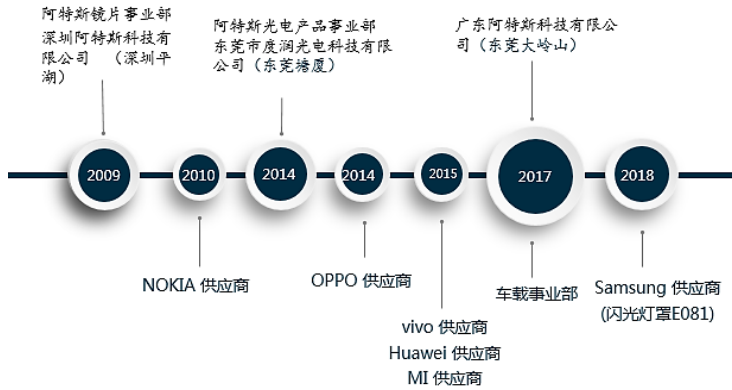 阿特斯镜片事业部
深圳阿特斯科技有
限公司 （深圳平
湖）
阿特斯光电产品事业部
东莞市度润光电科技有限
公司（东莞塘厦）
广东阿特斯科技有限公
司（东莞大岭山）
2009
2010
2014
2014
2015
2017
2018
NOKIA 供应商
OPPO 供应商
vivo 供应商
Huawei 供应商
MI 供应商
车载事业部
Samsung 供应商
(闪光灯罩E081)